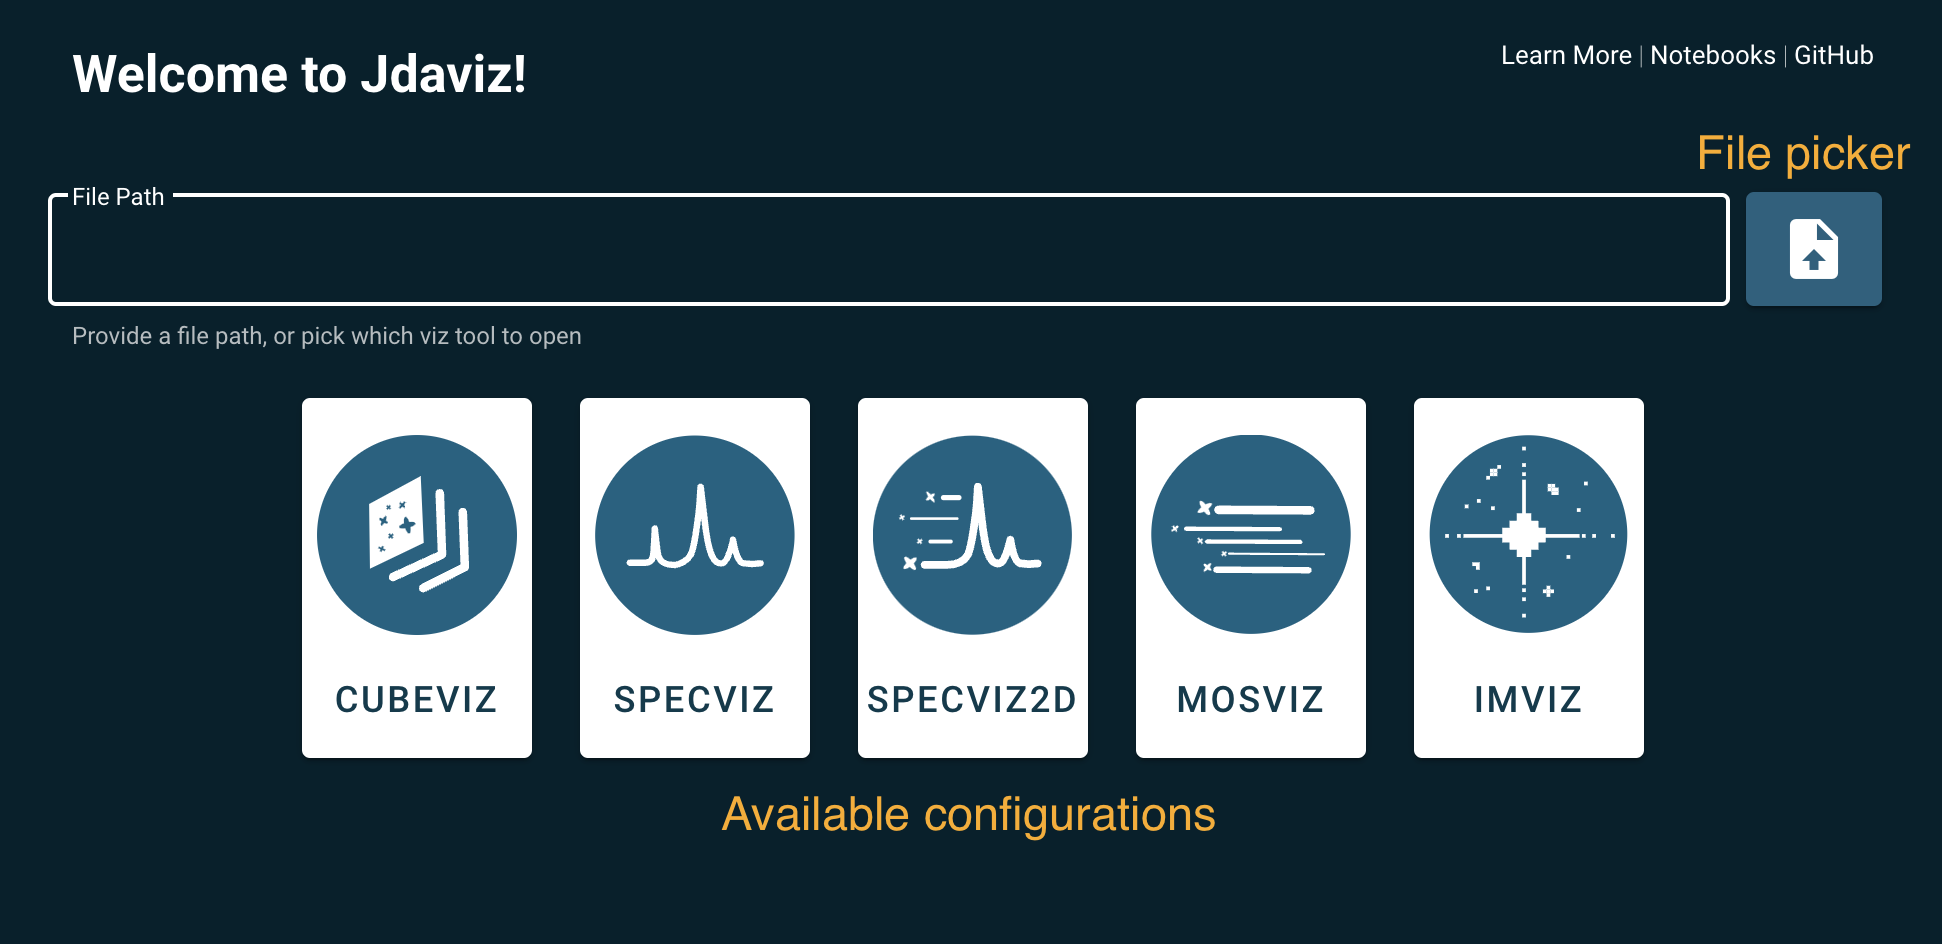 Welcome to Jdaviz!
Learn More | Notebooks | GitHub
File picker
File Path
Provide a file path, or pick which viz tool to open
CUBEVIZ
SPECVIZ
SPECVIZ2D
MOSVIZ
IMVIZ
Available configurations